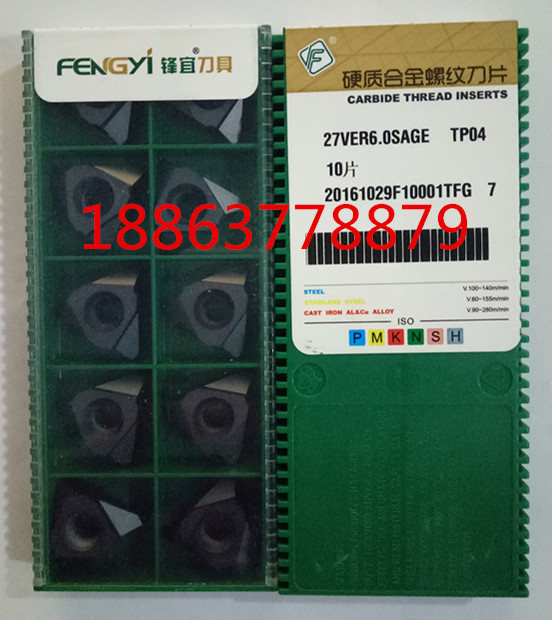 FENGYi®锋宜刀具
VF®
硬质合金螺纹刀片
CARBIDE THREAD INSERTS
27VER6.0SAGE TP04
10片
20161029F10001TFG 7
18863778879
STEEL V.100-140m/min
STAINLESS STEEL V.60-155m/min
CAST IRON AL&Cu ALLOY V.90-280m/min
ISO
P M K N S H